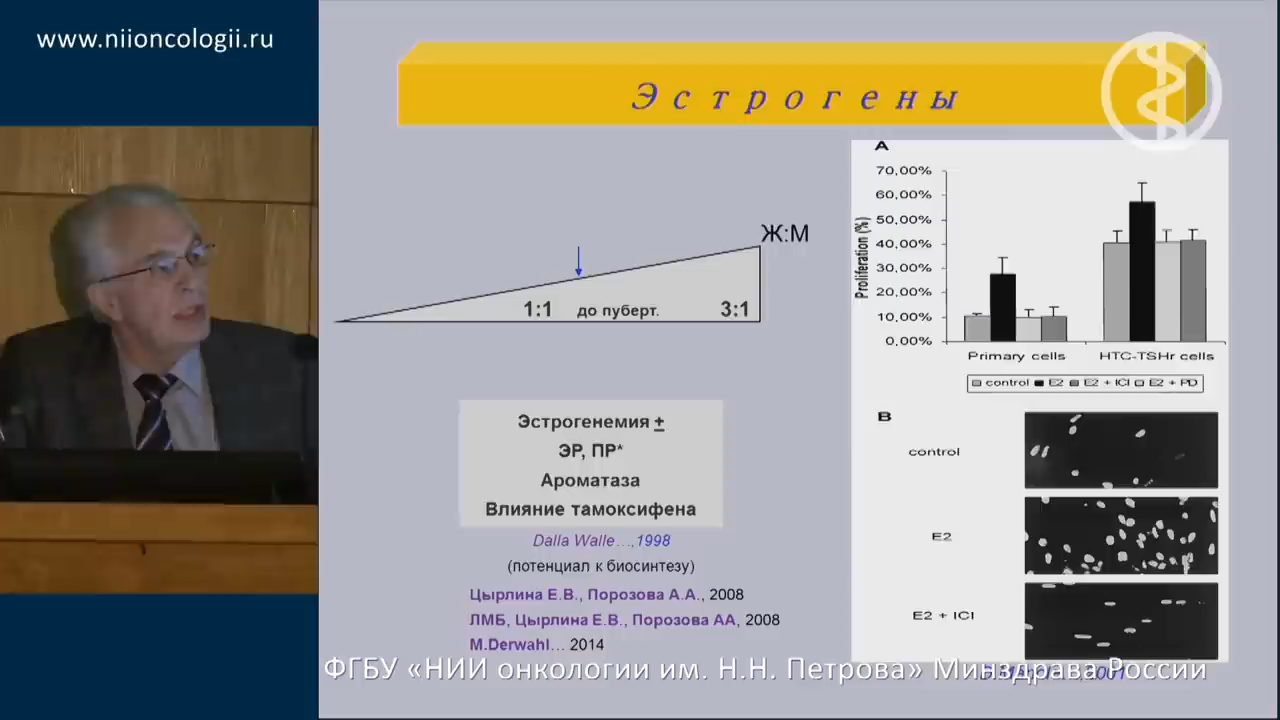 www.niioncologii.ru
Эстрогены
Ж:М
1:1 до пуберт. 3:1
Эстрогенемия ±
ЭР, ПР*
Ароматаза
Влияние тамоксифена
Dalla Walle…,1998
(потенциал к биосинтезу)
Цырлина Е.В., Порозова А.А., 2008
ЛМБ, Цырлина Е.В., Порозова АА, 2008
M.Derwahl… 2014
A
Proliferation (%)
70,00%
60,00%
50,00%
40,00%
30,00%
20,00%
10,00%
0,00%
Primary cells HTC-TSHr cells
control E2 E2 + ICI E2 + PD
B
control
E2
E2 + ICI
ФГБУ «НИИ онкологии им. Н.Н. Петрова» Минздрава России